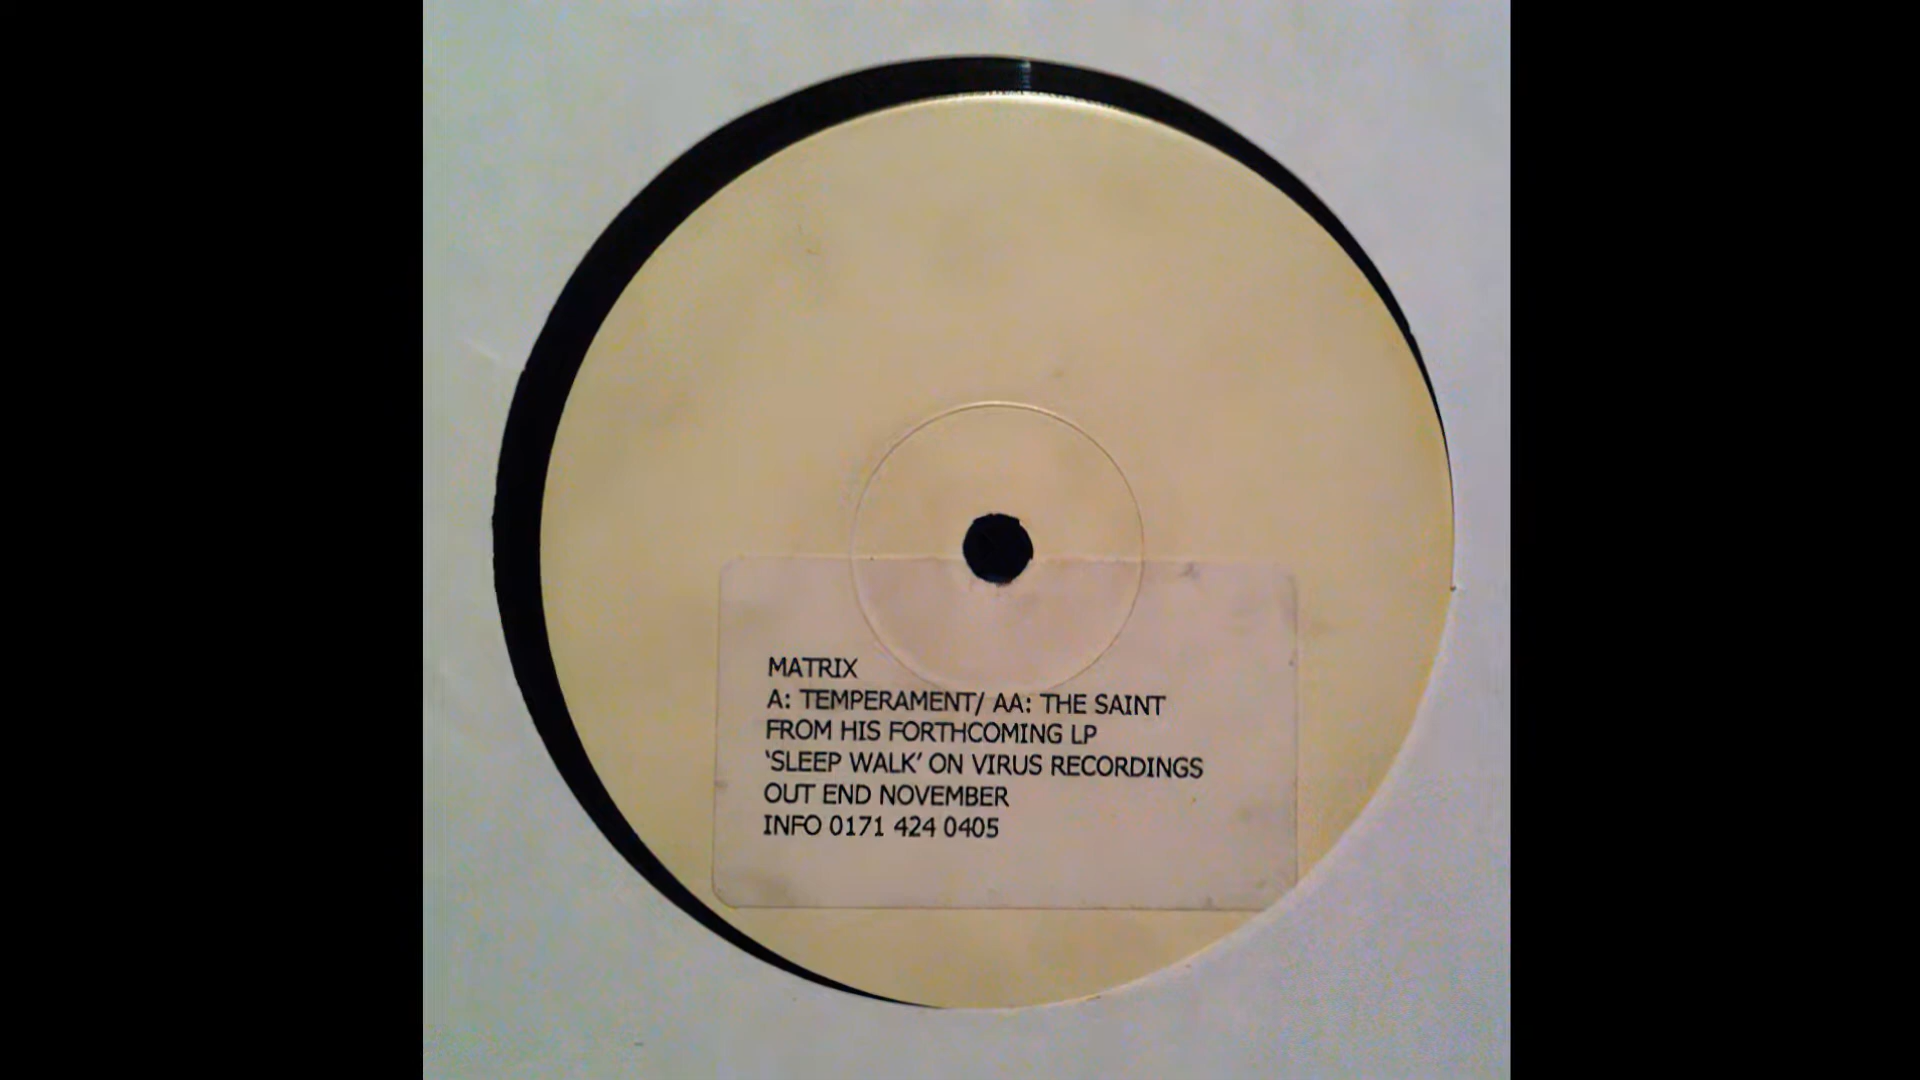 MATRIX
A: TEMPERAMENT/ AA: THE SAINT
FROM HIS FORTHCOMING LP
‘SLEEP WALK’ ON VIRUS RECORDINGS
OUT END NOVEMBER
INFO 0171 424 0405